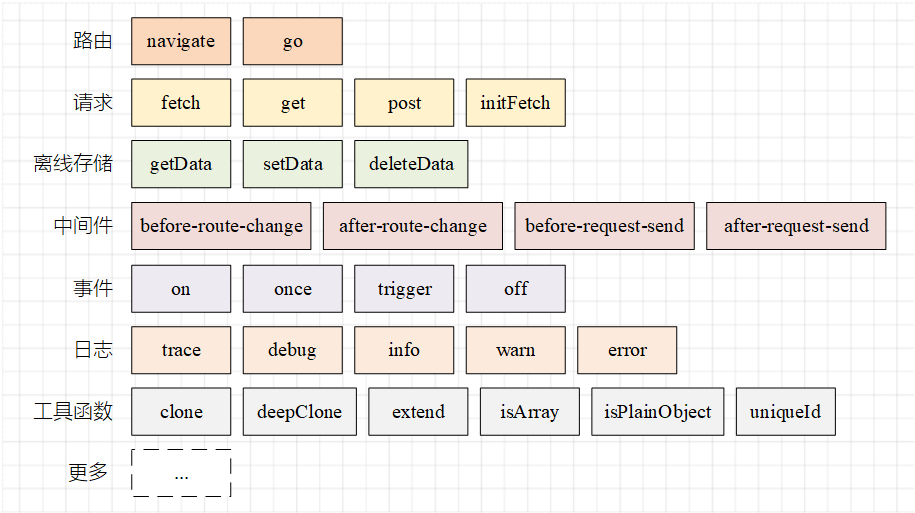 路由 navigate go
请求 fetch get post initFetch
离线存储 getData setData deleteData
中间件 before-route-change after-route-change before-request-send after-request-send
事件 on once trigger off
日志 trace debug info warn error
工具函数 clone deepClone extend isArray isPlainObject uniqueId
更多 ...